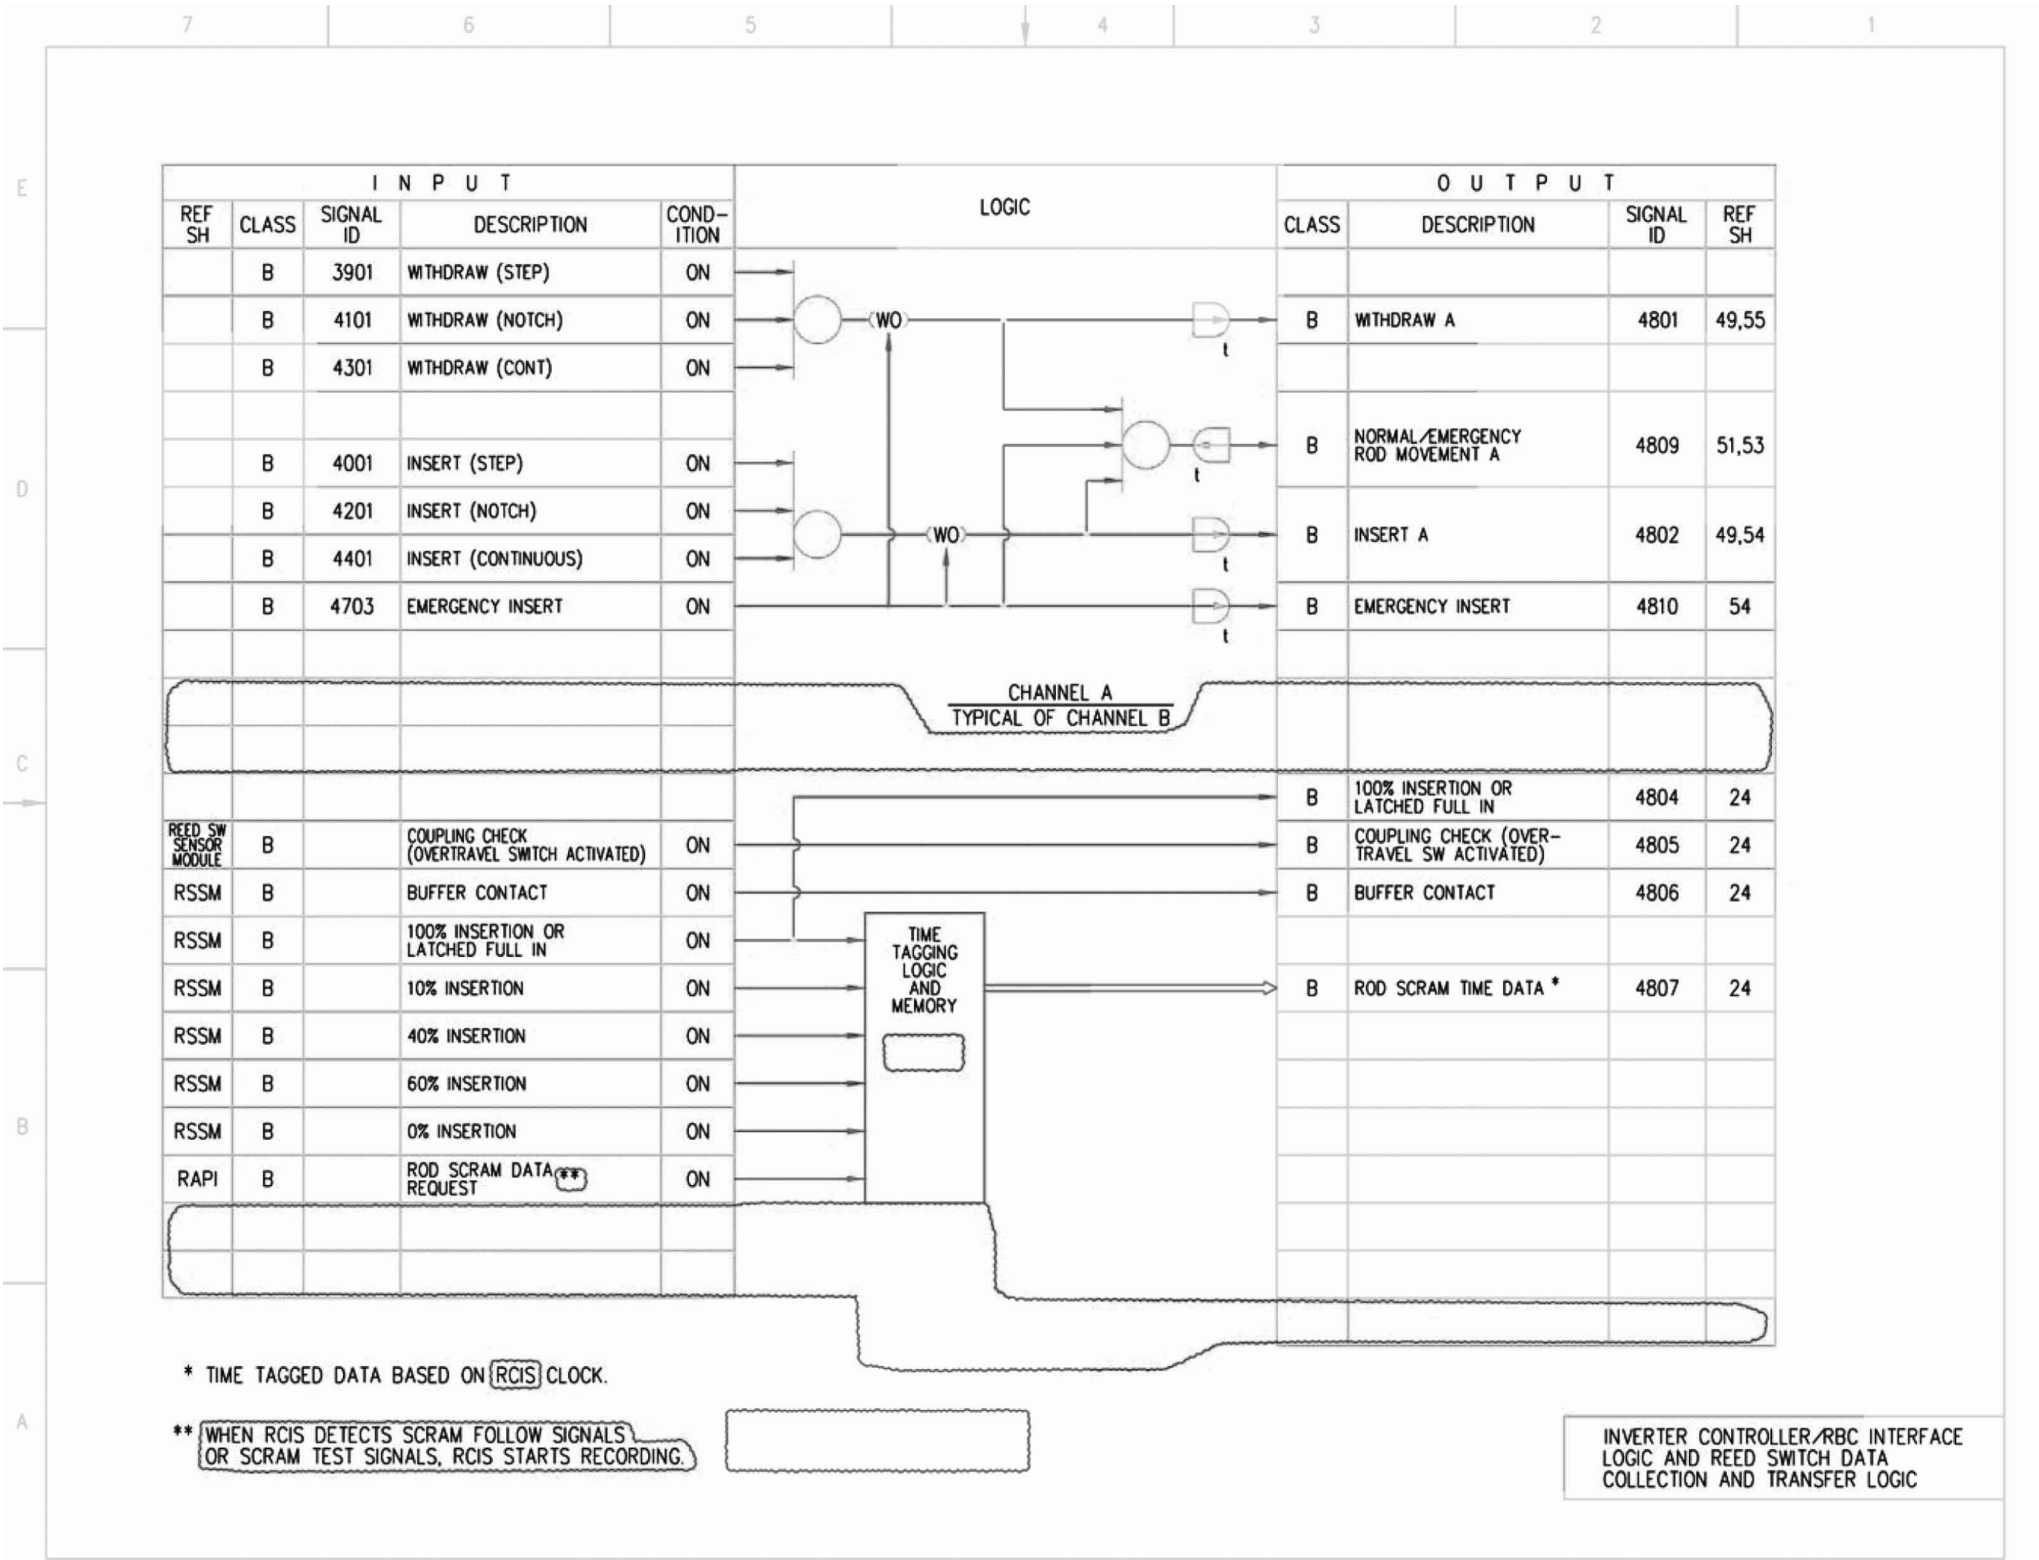 7 6 5 4 3 2 1
E
D
C
B
A
I N P U T
LOGIC
O U T P U T
REF SH CLASS SIGNAL ID DESCRIPTION COND-ITION
CLASS DESCRIPTION SIGNAL ID REF SH
B 3901 WITHDRAW (STEP) ON
B 4101 WITHDRAW (NOTCH) ON (WO) t B WITHDRAW A 4801 49,55
B 4301 WITHDRAW (CONT) ON
t B NORMAL/EMERGENCY
ROD MOVEMENT A 4809 51,53
B 4001 INSERT (STEP) ON
B 4201 INSERT (NOTCH) ON
(WO) t B INSERT A 4802 49,54
B 4401 INSERT (CONTINUOUS) ON
B 4703 EMERGENCY INSERT ON t B EMERGENCY INSERT 4810 54
CHANNEL A
TYPICAL OF CHANNEL B
B 100% INSERTION OR
LATCHED FULL IN 4804 24
REED SW
SENSOR
MODULE B COUPLING CHECK
(OVERTRAVEL SWITCH ACTIVATED) ON
B COUPLING CHECK (OVER-
TRAVEL SW ACTIVATED) 4805 24
RSSM B BUFFER CONTACT ON B BUFFER CONTACT 4806 24
RSSM B 100% INSERTION OR
LATCHED FULL IN ON
TIME
TAGGING
LOGIC
AND
MEMORY
RSSM B 10% INSERTION ON B ROD SCRAM TIME DATA * 4807 24
RSSM B 40% INSERTION ON
RSSM B 60% INSERTION ON
RSSM B 0% INSERTION ON
RAPI B ROD SCRAM DATA **
REQUEST ON
* TIME TAGGED DATA BASED ON RCIS CLOCK.
** WHEN RCIS DETECTS SCRAM FOLLOW SIGNALS
OR SCRAM TEST SIGNALS, RCIS STARTS RECORDING.
INVERTER CONTROLLER/RBC INTERFACE
LOGIC AND REED SWITCH DATA
COLLECTION AND TRANSFER LOGIC